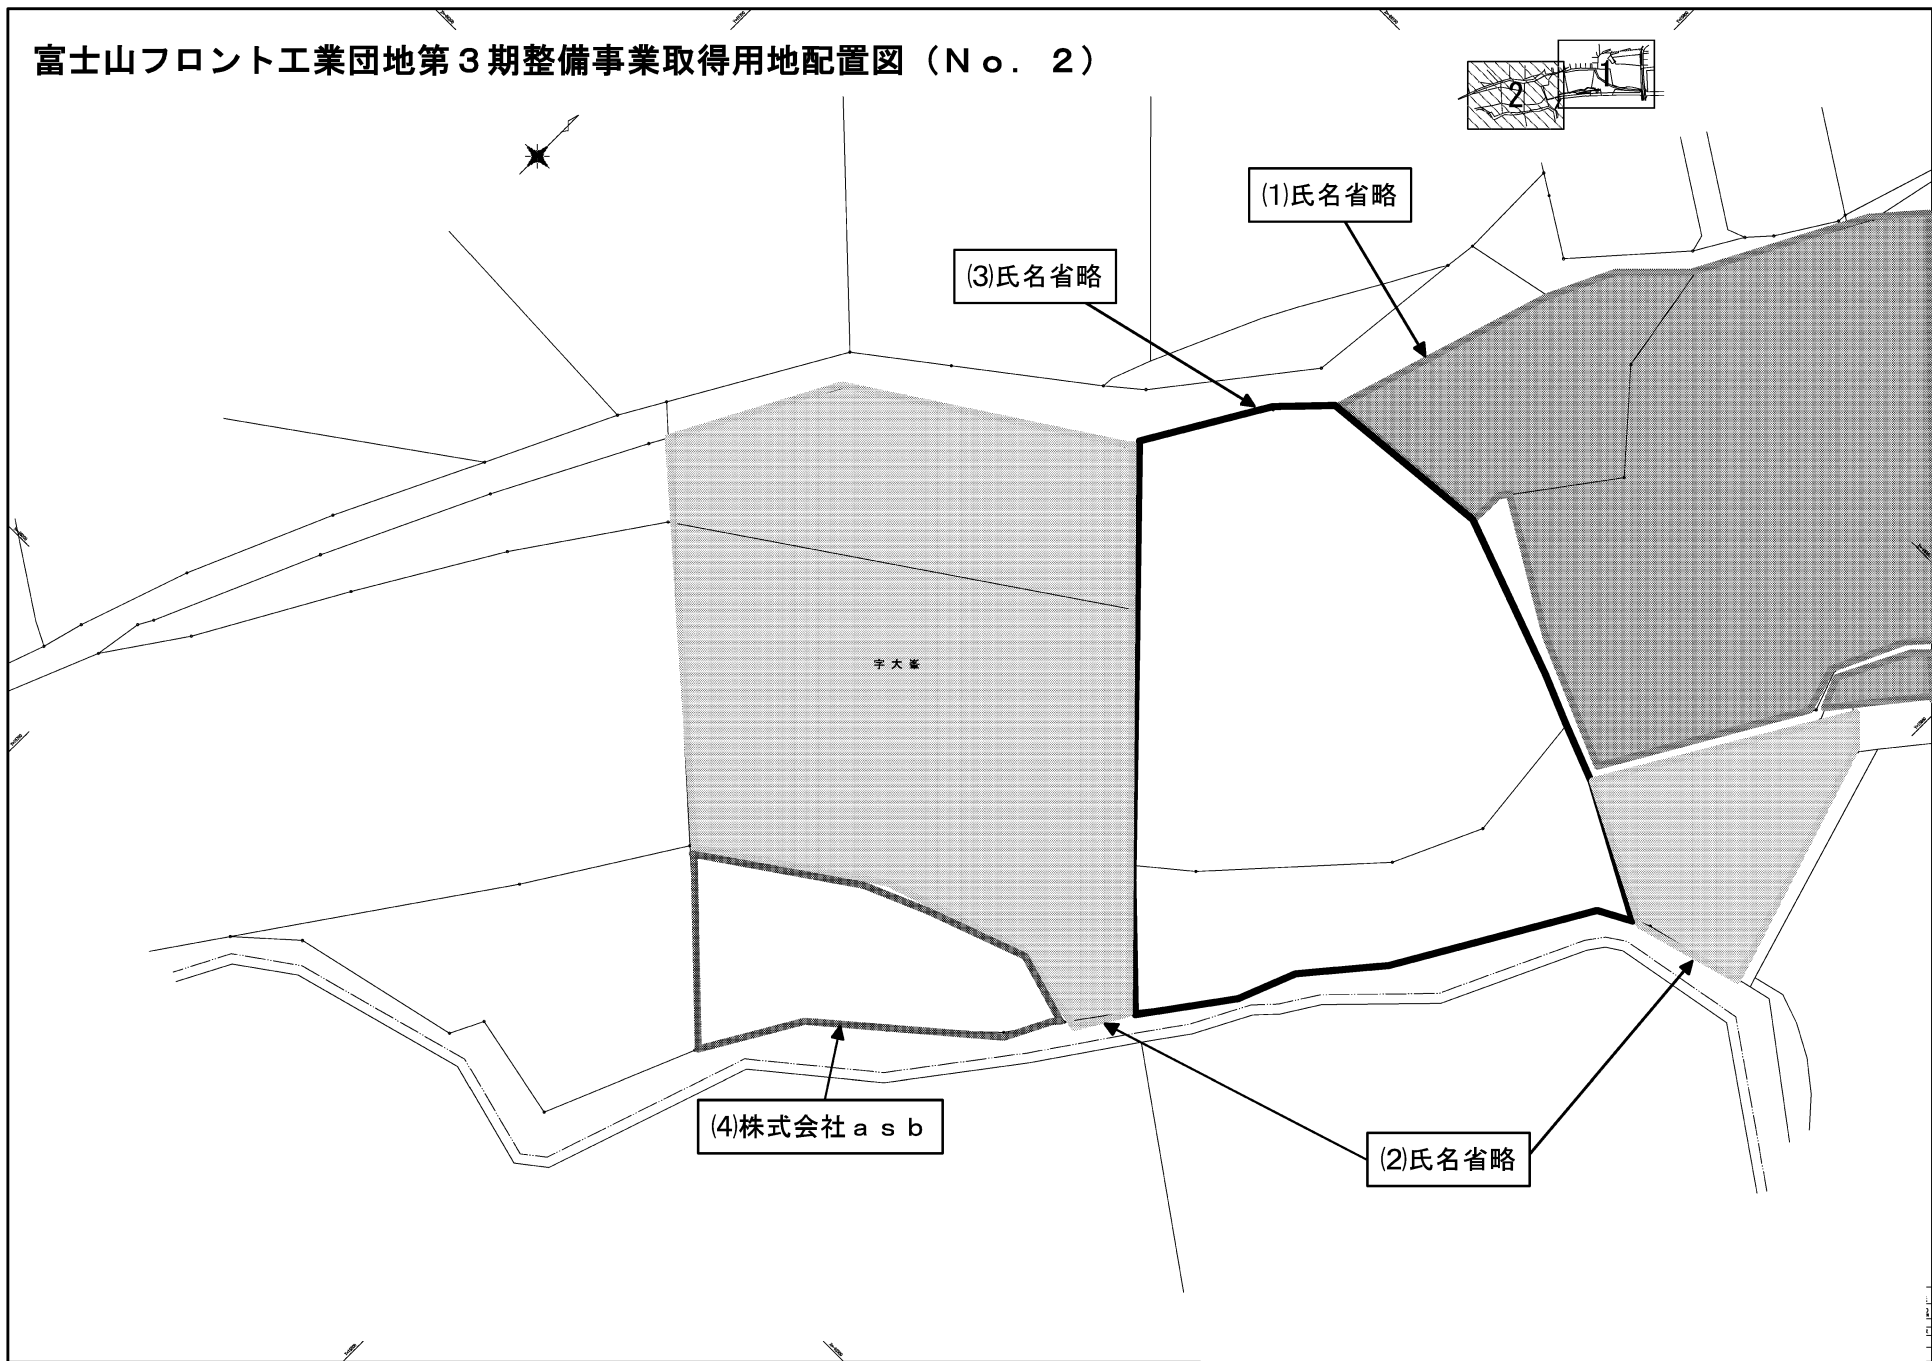 富士山フロント工業団地第3期整備事業取得用地配置図（No. 2）
2
⑴氏名省略
⑶氏名省略
字大峯
⑷株式会社asb
⑵氏名省略